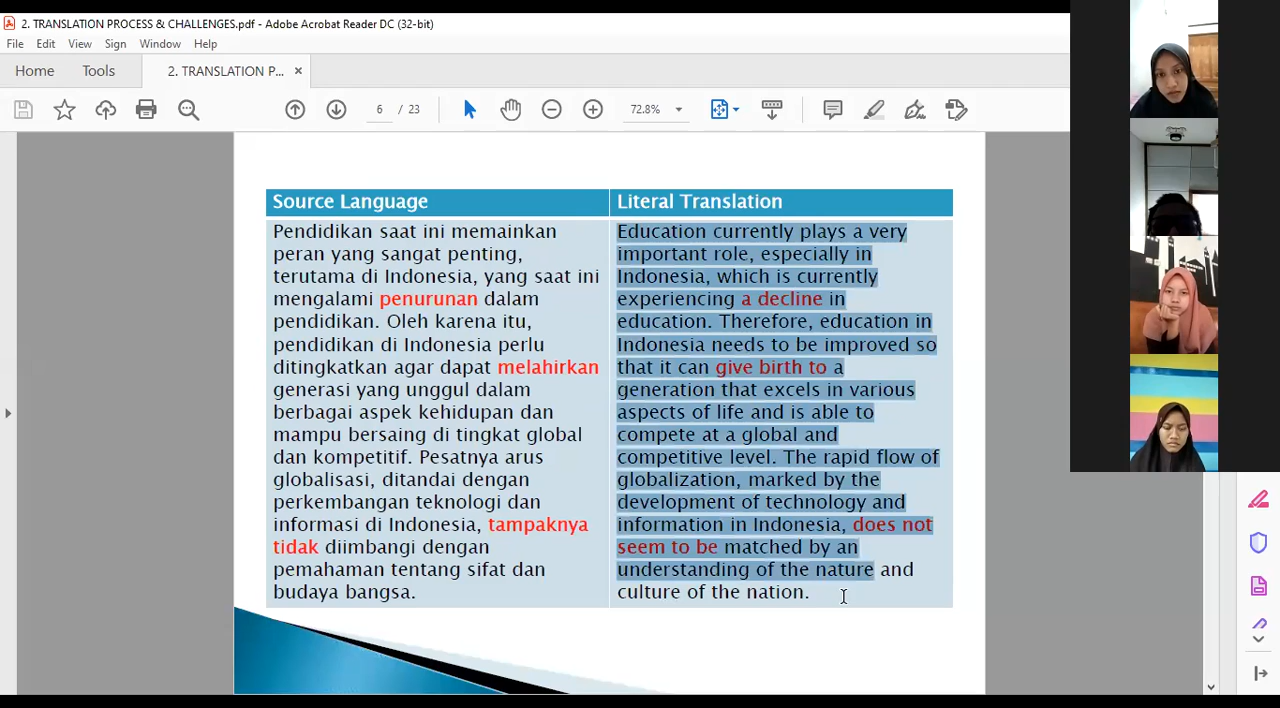 2. TRANSLATION PROCESS & CHALLENGES.pdf - Adobe Acrobat Reader DC (32-bit)
File Edit View Sign Window Help
Home Tools 2. TRANSLATION P... ×
6 / 23 72.8%
Source Language
Pendidikan saat ini memainkan
peran yang sangat penting,
terutama di Indonesia, yang saat ini
mengalami penurunan dalam
pendidikan. Oleh karena itu,
pendidikan di Indonesia perlu
ditingkatkan agar dapat melahirkan
generasi yang unggul dalam
berbagai aspek kehidupan dan
mampu bersaing di tingkat global
dan kompetitif. Pesatnya arus
globalisasi, ditandai dengan
perkembangan teknologi dan
informasi di Indonesia, tampaknya
tidak diimbangi dengan
pemahaman tentang sifat dan
budaya bangsa.
Literal Translation
Education currently plays a very
important role, especially in
Indonesia, which is currently
experiencing a decline in
education. Therefore, education in
Indonesia needs to be improved so
that it can give birth to a
generation that excels in various
aspects of life and is able to
compete at a global and
competitive level. The rapid flow of
globalization, marked by the
development of technology and
information in Indonesia, does not
seem to be matched by an
understanding of the nature and
culture of the nation.